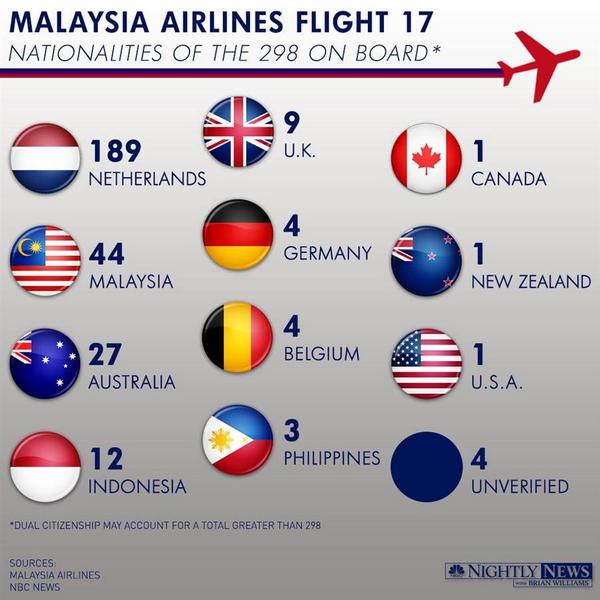 MALAYSIA AIRLINES FLIGHT 17
NATIONALITIES OF THE 298 ON BOARD*
189
NETHERLANDS
44
MALAYSIA
27
AUSTRALIA
12
INDONESIA
9
U.K.
4
GERMANY
4
BELGIUM
3
PHILIPPINES
1
CANADA
1
NEW ZEALAND
1
U.S.A.
4
UNVERIFIED
*DUAL CITIZENSHIP MAY ACCOUNT FOR A TOTAL GREATER THAN 298
SOURCES:
MALAYSIA AIRLINES
NBC NEWS
NIGHTLY NEWS
WITH BRIAN WILLIAMS